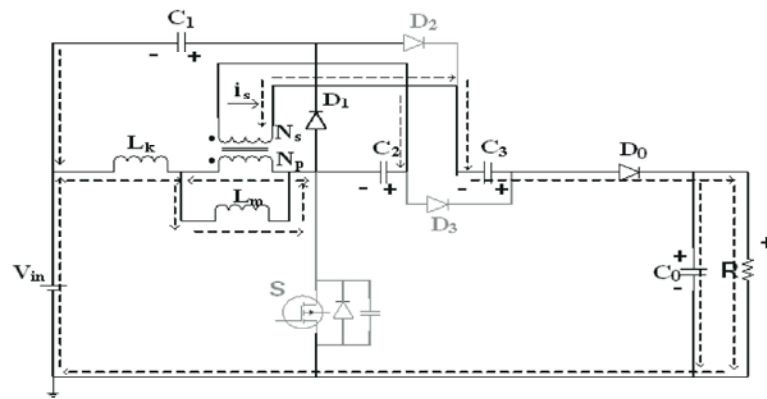 C1
D2
- +
is
D1
Ns
Lk
Np
C2
C3
D0
- +
- +
Lm
D3
Vin
S
C0
+
-
R
+